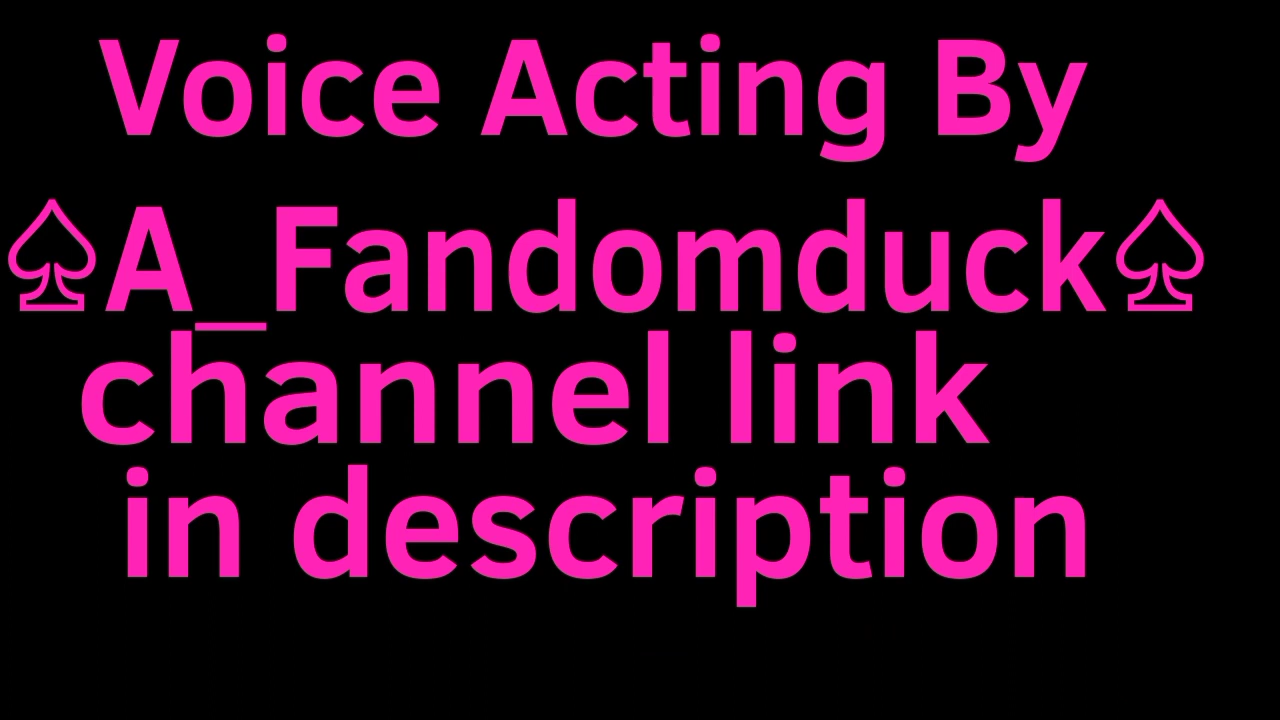 Voice Acting By
♤A_Fandomduck♤
channel link
in description